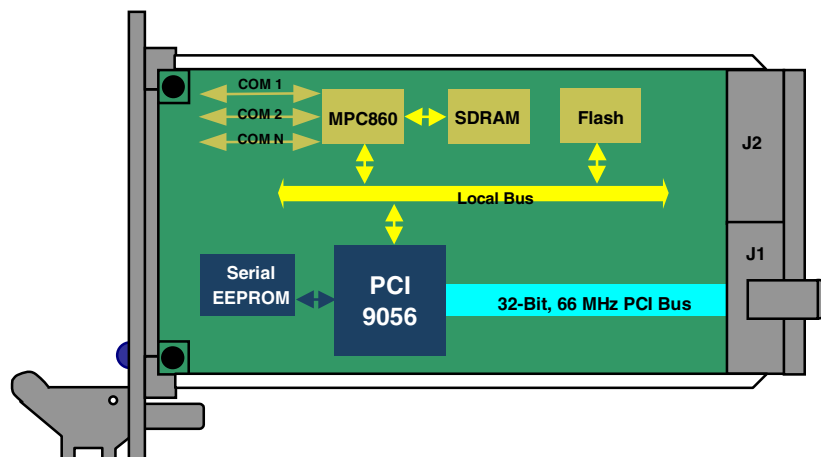 COM 1
COM 2
COM N
MPC860
SDRAM
Flash
J2
Local Bus
J1
Serial
EEPROM
PCI
9056
32-Bit, 66 MHz PCI Bus